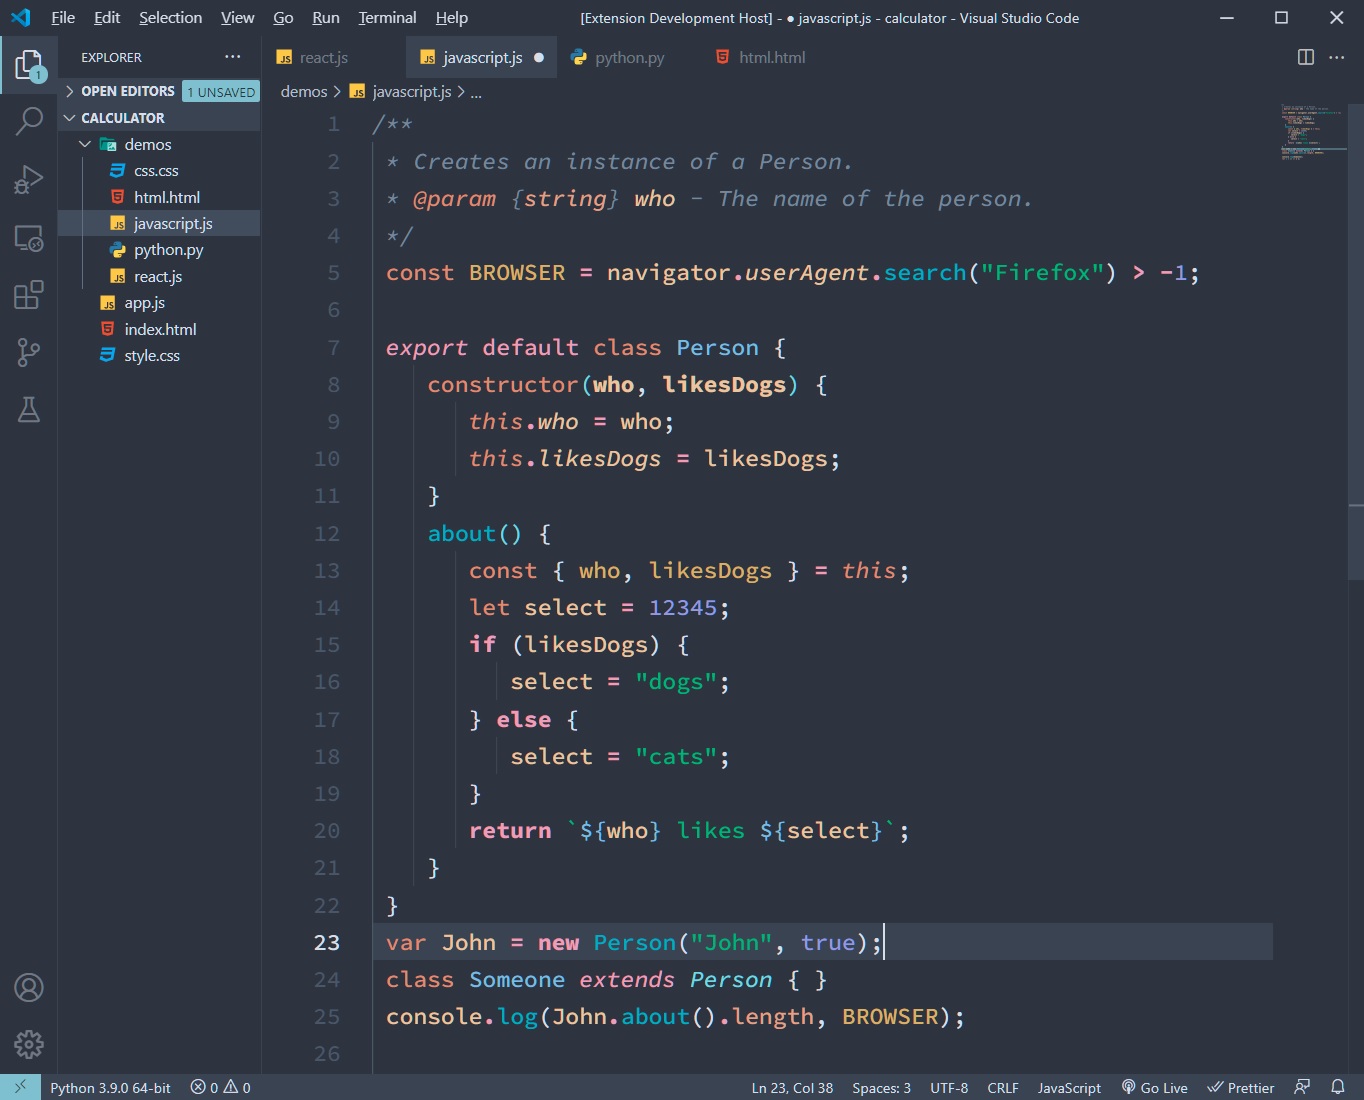 File Edit Selection View Go Run Terminal Help [Extension Development Host] - ● javascript.js - calculator - Visual Studio Code
EXPLORER ···
1
OPEN EDITORS 1 UNSAVED
CALCULATOR
demos
css.css
html.html
javascript.js
python.py
react.js
app.js
index.html
style.css
react.js javascript.js ● python.py html.html
demos > JS javascript.js > ...
1 /**
2 * Creates an instance of a Person.
3 * @param {string} who - The name of the person.
4 */
5 const BROWSER = navigator.userAgent.search("Firefox") > -1;
6
7 export default class Person {
8 constructor(who, likesDogs) {
9 this.who = who;
10 this.likesDogs = likesDogs;
11 }
12 about() {
13 const { who, likesDogs } = this;
14 let select = 12345;
15 if (likesDogs) {
16 select = "dogs";
17 } else {
18 select = "cats";
19 }
20 return `${who} likes ${select}`;
21 }
22 }
23 var John = new Person("John", true);
24 class Someone extends Person { }
25 console.log(John.about().length, BROWSER);
26
Python 3.9.0 64-bit 0 0 Ln 23, Col 38 Spaces: 3 UTF-8 CRLF JavaScript Go Live Prettier